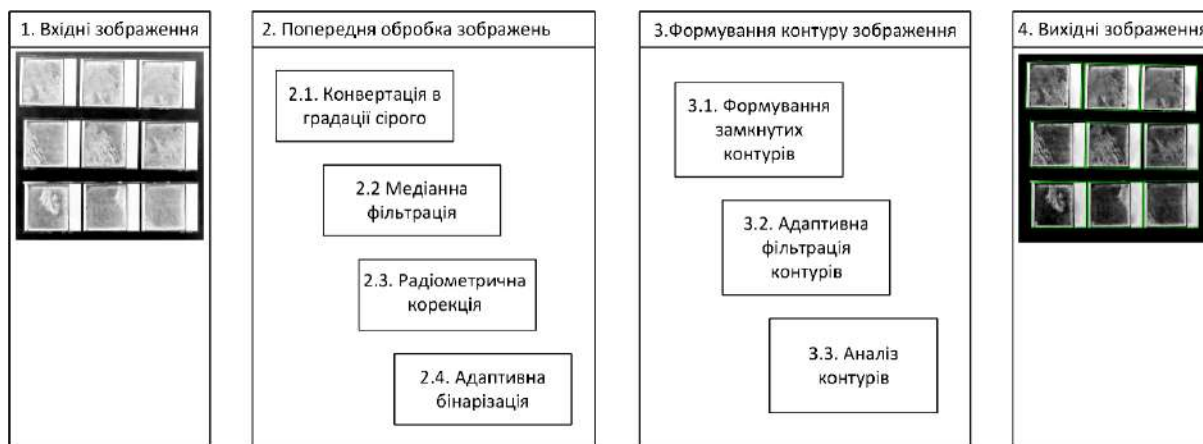 1. Вхідні зображення
2. Попередня обробка зображень
2.1. Конвертація в
градації сірого
2.2 Медіанна
фільтрація
2.3. Радіометрична
корекція
2.4. Адаптивна
бінарізація
3.Формування контуру зображення
3.1. Формування
замкнутих
контурів
3.2. Адаптивна
фільтрація
контурів
3.3. Аналіз
контурів
4. Вихідні зображення